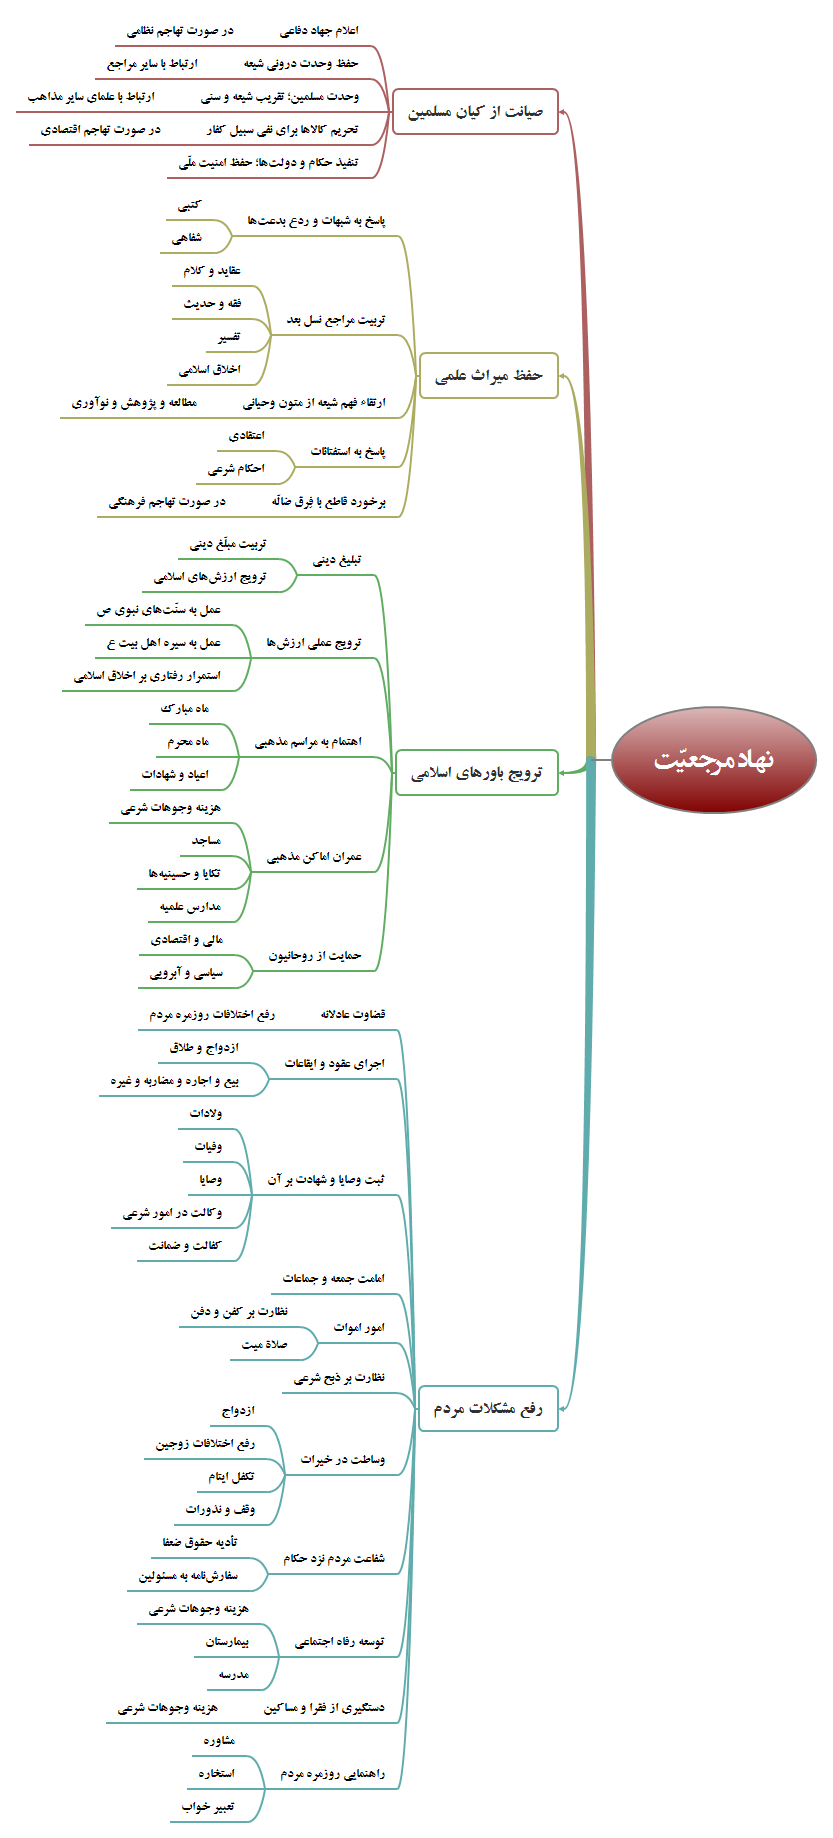 نهاد مرجعیّت
صیانت از کیان مسلمین
اعلام جهاد دفاعی
در صورت تهاجم نظامی
حفظ وحدت درونی شیعه
ارتباط با سایر مراجع
وحدت مسلمین؛ تقریب شیعه و سنی
ارتباط با علمای سایر مذاهب
تحریم کالاها برای نفی سبیل کفار
در صورت تهاجم اقتصادی
تنفیذ حکام و دولت‌ها؛ حفظ امنیت ملّی
حفظ میراث علمی
پاسخ به شبهات و ردع بدعت‌ها
کتبی
شفاهی
تربیت مراجع نسل بعد
عقاید و کلام
فقه و حدیث
تفسیر
اخلاق اسلامی
ارتقاء فهم شیعه از متون وحیانی
مطالعه و پژوهش و نوآوری
پاسخ به استفتائات
اعتقادی
احکام شرعی
برخورد قاطع با فِرق ضالّه
در صورت تهاجم فرهنگی
ترویج باورهای اسلامی
تبلیغ دینی
تربیت مبلّغ دینی
ترویج ارزش‌های اسلامی
ترویج عملی ارزش‌ها
عمل به سنّت‌های نبوی ص
عمل به سیره اهل بیت ع
استمرار رفتاری بر اخلاق اسلامی
اهتمام به مراسم مذهبی
ماه مبارک
ماه محرم
اعیاد و شهادات
عمران اماکن مذهبی
هزینه وجوهات شرعی
مساجد
تکایا و حسینیه‌ها
مدارس علمیه
حمایت از روحانیون
مالی و اقتصادی
سیاسی و آبرویی
رفع مشکلات مردم
قضاوت عادلانه
رفع اختلافات روزمره مردم
اجرای عقود و ایقاعات
ازدواج و طلاق
بیع و اجاره و مضاربه و غیره
ثبت وصایا و شهادت بر آن
ولادات
وفیات
وصایا
وکالت در امور شرعی
کفالت و ضمانت
امامت جمعه و جماعات
امور اموات
نظارت بر کفن و دفن
صلاة میت
نظارت بر ذبح شرعی
وساطت در خیرات
ازدواج
رفع اختلافات زوجین
تکفل ایتام
وقف و نذورات
شفاعت مردم نزد حکام
تأدیه حقوق ضعفا
سفارش‌نامه به مسئولین
توسعه رفاه اجتماعی
هزینه وجوهات شرعی
بیمارستان
مدرسه
دستگیری از فقرا و مساکین
هزینه وجوهات شرعی
راهنمایی روزمره مردم
مشاوره
استخاره
تعبیر خواب